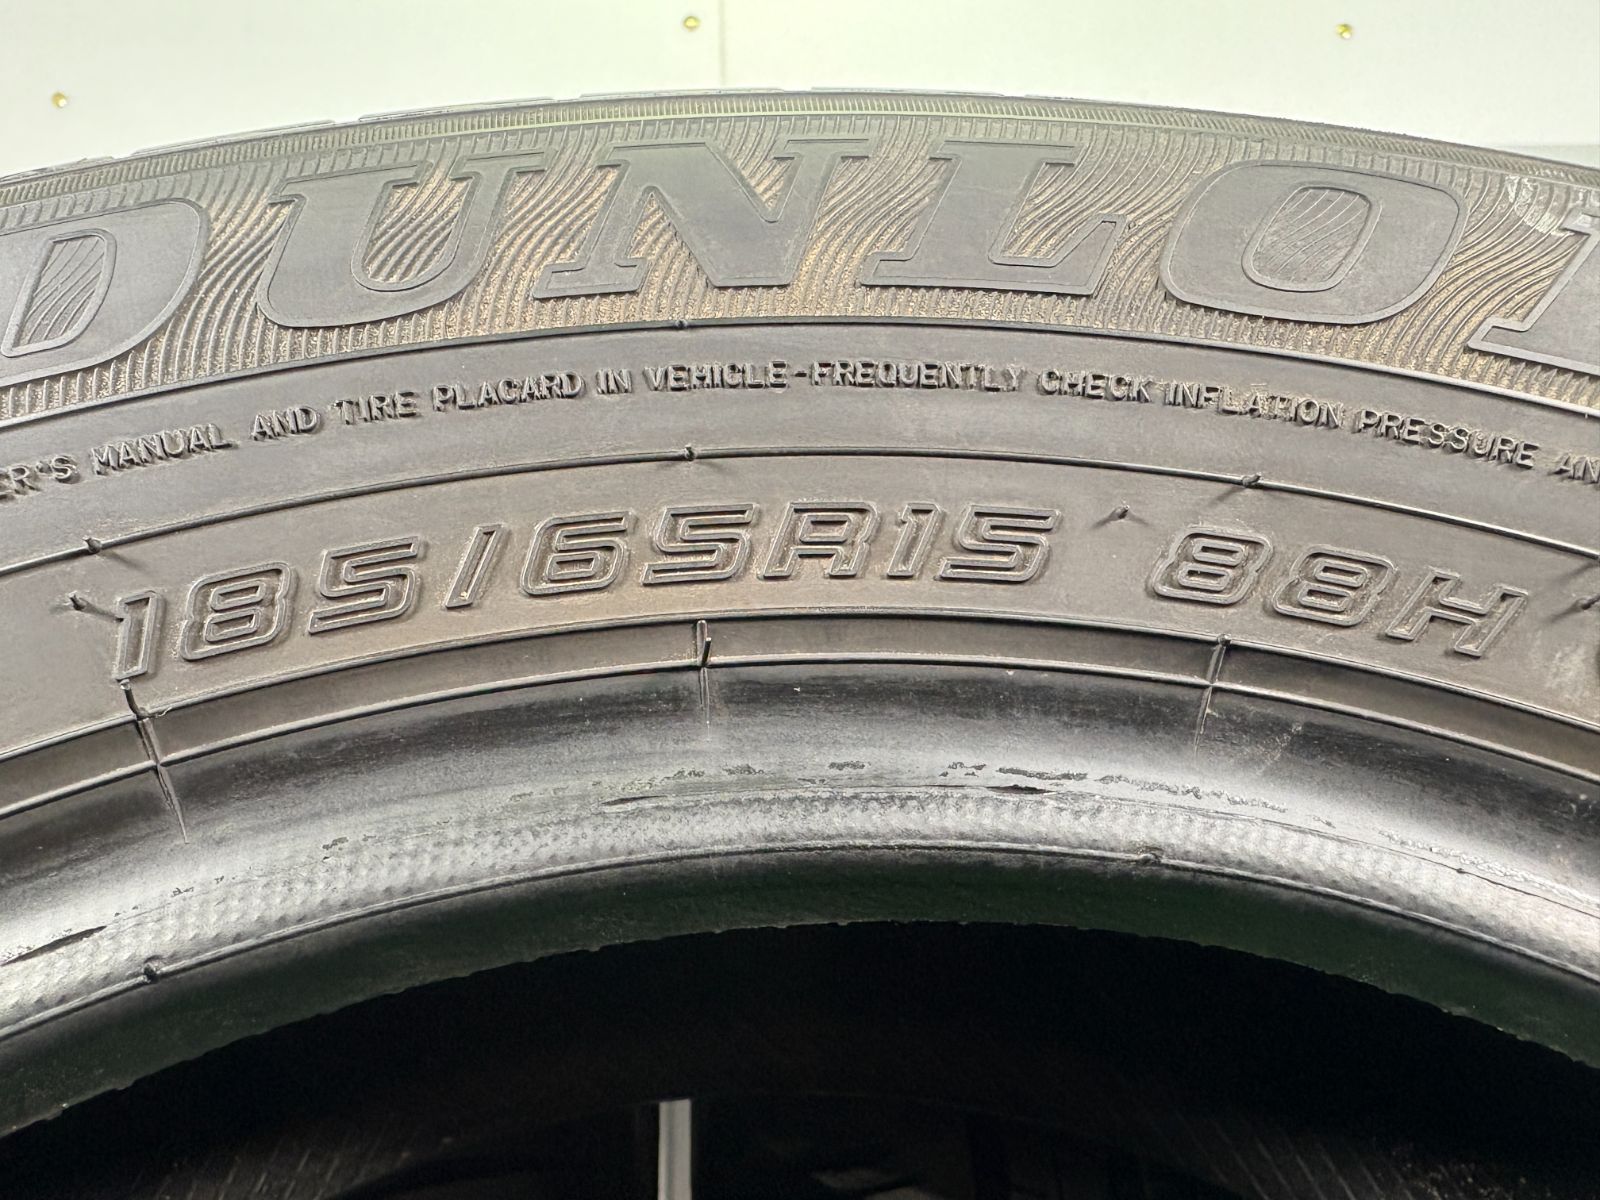 DUNLO
ER'S MANUAL AND TIRE PLACARD IN VEHICLE-FREQUENTLY CHECK INFLATION PRESSURE AN
185/65R15 88H